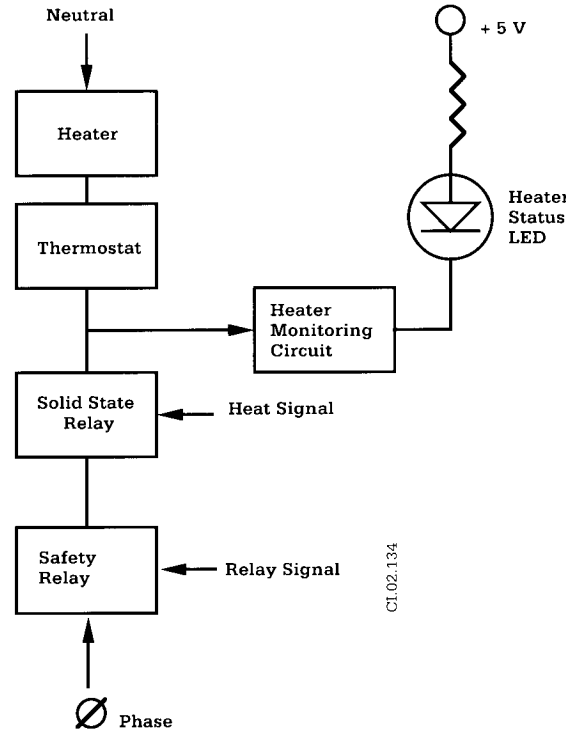 Neutral
+ 5 V
Heater
Heater
Status
LED
Thermostat
Heater
Monitoring
Circuit
Solid State
Relay
Heat Signal
Safety
Relay
Relay Signal
CI.02.134
Phase